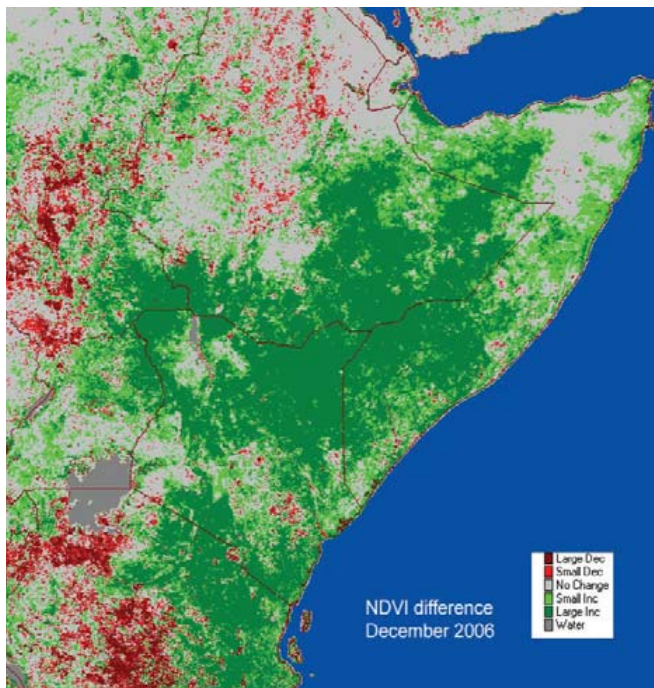 Large Dec
Small Dec
No Change
Small Inc
Large Inc
Water
NDVI difference
December 2006